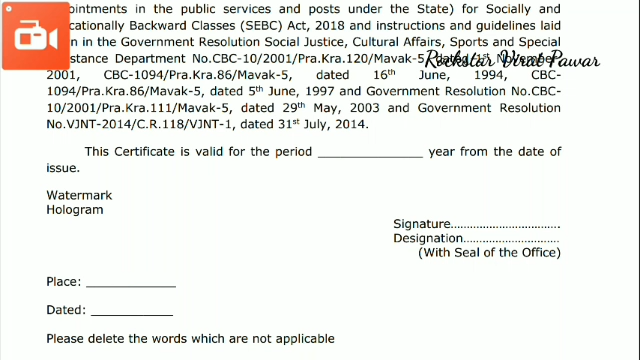 ointments in the public services and posts under the State) for Socially and
cationally Backward Classes (SEBC) Act, 2018 and instructions and guidelines laid
in the Government Resolution Social Justice, Cultural Affairs, Sports and Special
stance Department No.CBC-10/2001/Pra.Kra.120/Mavak-5, dated 1st November
Rockstar Viral Pawar
2001, CBC-1094/Pra.Kra.86/Mavak-5, dated 16th June, 1994, CBC-
1094/Pra.Kra.86/Mavak-5, dated 5th June, 1997 and Government Resolution No.CBC-
10/2001/Pra.Kra.111/Mavak-5, dated 29th May, 2003 and Government Resolution
No.VJNT-2014/C.R.118/VJNT-1, dated 31st July, 2014.
This Certificate is valid for the period ________________ year from the date of
issue.
Watermark
Hologram
Signature..................................
Designation..............................
(With Seal of the Office)
Place: ______________
Dated: _____________
Please delete the words which are not applicable